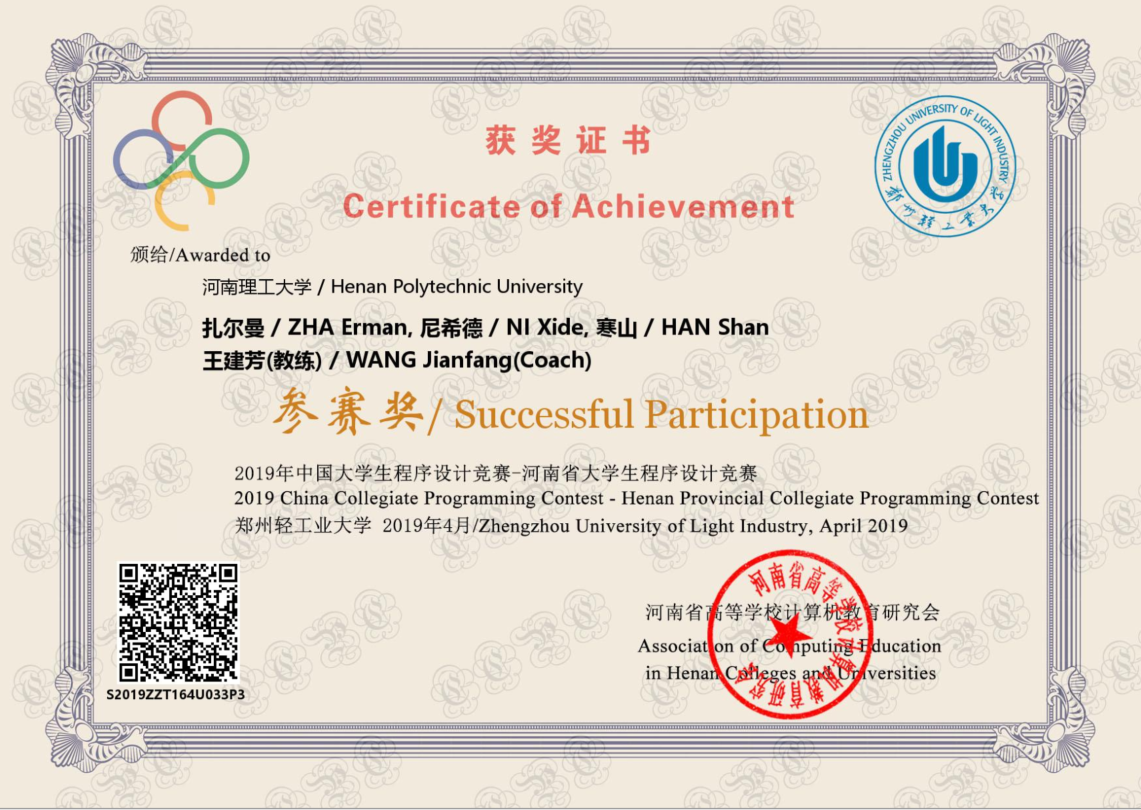 获奖证书
Certificate of Achievement
ZHENGZHOU UNIVERSITY OF LIGHT INDUSTRY
郑州轻工业大学
颁给/Awarded to
河南理工大学 / Henan Polytechnic University
扎尔曼 / ZHA Erman, 尼希德 / NI Xide, 寒山 / HAN Shan
王建芳(教练) / WANG Jianfang(Coach)
参赛奖/ Successful Participation
2019年中国大学生程序设计竞赛-河南省大学生程序设计竞赛
2019 China Collegiate Programming Contest - Henan Provincial Collegiate Programming Contest
郑州轻工业大学 2019年4月/Zhengzhou University of Light Industry, April 2019
河南省高等学校计算机教育研究会
Association of Computing Education
in Henan Colleges and Universities
河南省高等学校计算机教育研究会
S2019ZZT164U033P3